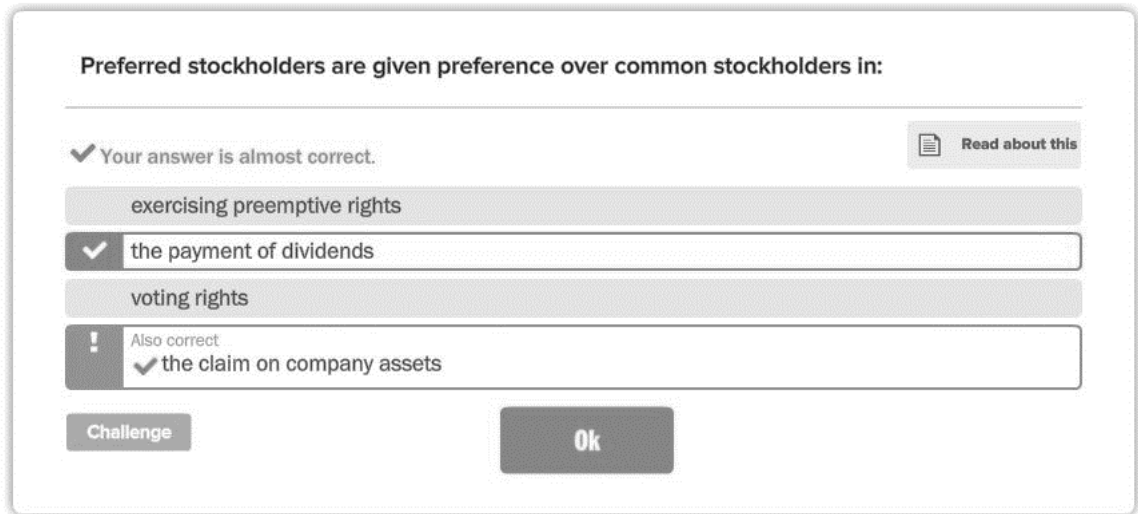 Preferred stockholders are given preference over common stockholders in:
Your answer is almost correct.
Read about this
exercising preemptive rights
the payment of dividends
voting rights
!
Also correct
the claim on company assets
Challenge
Ok